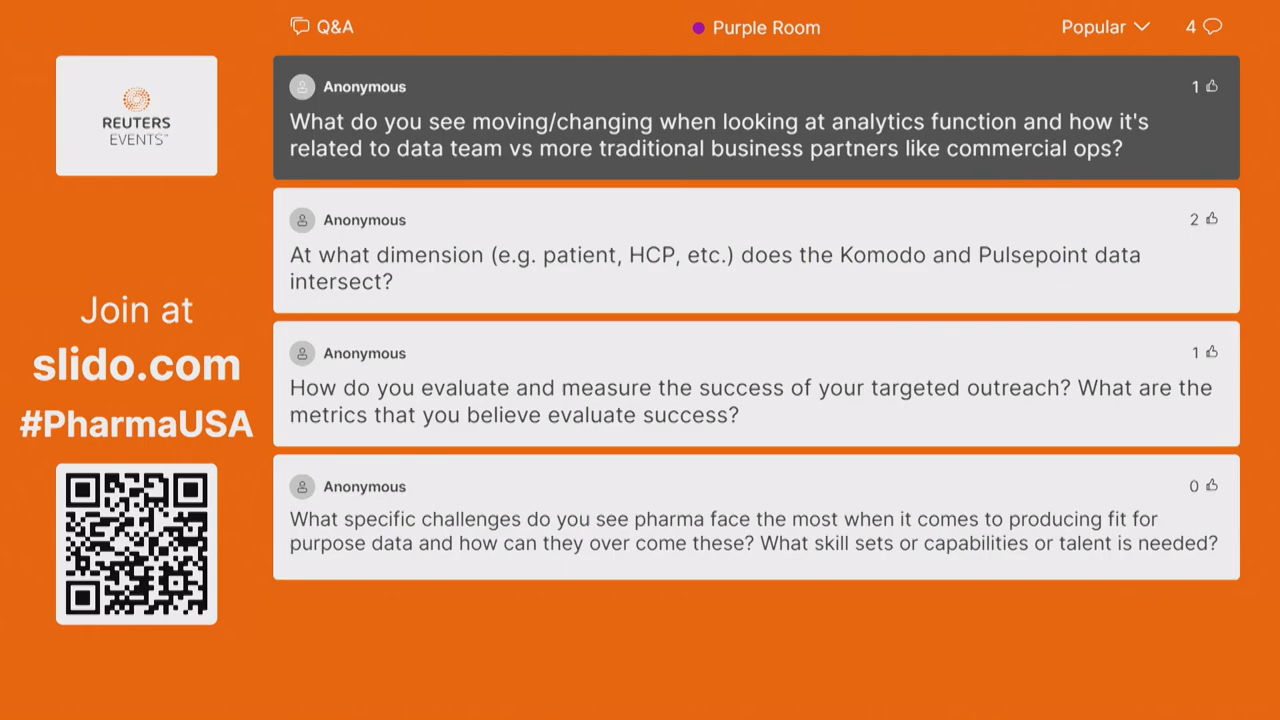 Q&A
Purple Room
Popular
4
REUTERS
EVENTS™
Join at
slido.com
#PharmaUSA
Anonymous
1
What do you see moving/changing when looking at analytics function and how it's
related to data team vs more traditional business partners like commercial ops?
Anonymous
2
At what dimension (e.g. patient, HCP, etc.) does the Komodo and Pulsepoint data
intersect?
Anonymous
1
How do you evaluate and measure the success of your targeted outreach? What are the
metrics that you believe evaluate success?
Anonymous
0
What specific challenges do you see pharma face the most when it comes to producing fit for
purpose data and how can they over come these? What skill sets or capabilities or talent is needed?